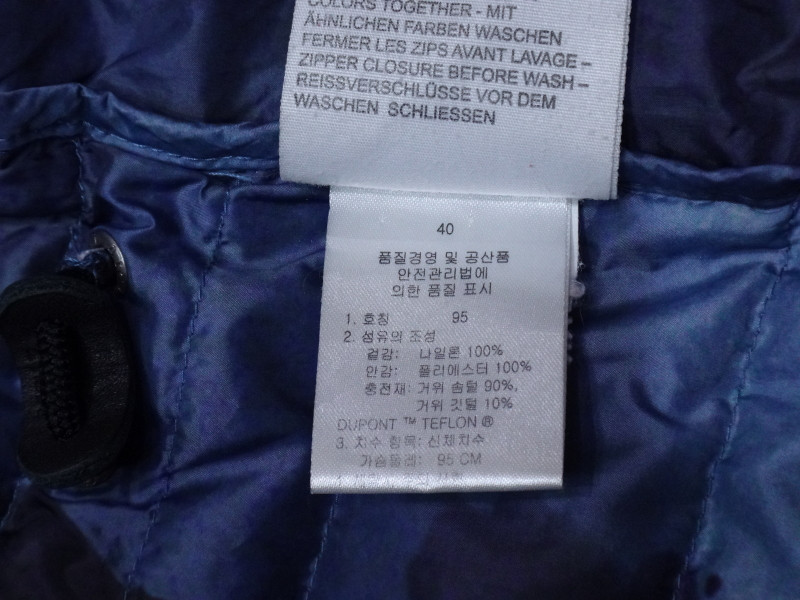 COLORS TOGETHER - MIT
ÄHNLICHEN FARBEN WASCHEN
FERMER LES ZIPS AVANT LAVAGE –
ZIPPER CLOSURE BEFORE WASH –
REISSVERSCHLÜSSE VOR DEM
WASCHEN SCHLIESSEN
40
품질경영 및 공산품
안전관리법에
의한 품질 표시
1. 호칭 95
2. 섬유의 조성
겉감: 나일론 100%
안감: 폴리에스터 100%
충전재: 거위 솜털 90%,
거위 깃털 10%
DUPONT ™ TEFLON ®
3. 치수 항목: 신체치수
가슴둘레: 95 CM